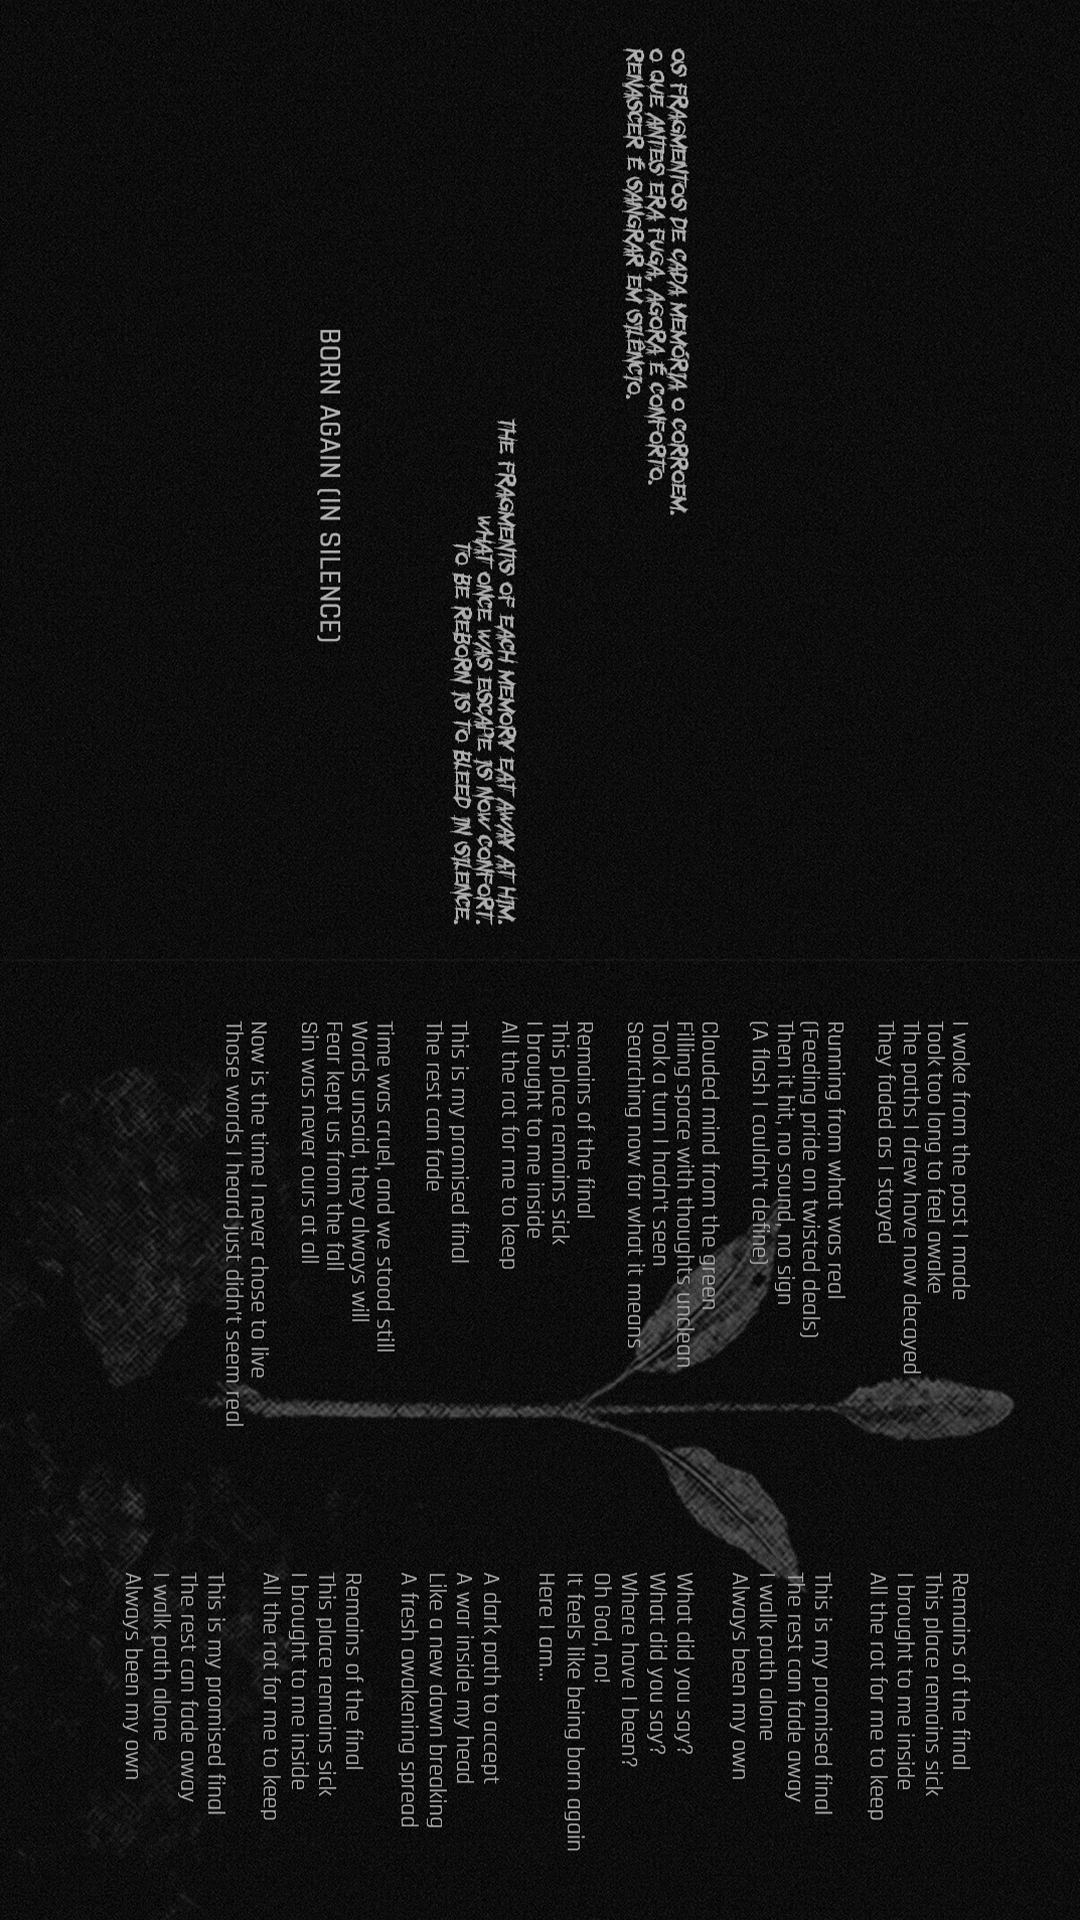 OS FRAGMENTOS DE CADA MEMÓRIA O CORROEM.
O QUE ANTES ERA FUGA, AGORA É CONFORTO.
RENASCER É SANGRAR EM SILÊNCIO.
THE FRAGMENTS OF EACH MEMORY EAT AWAY AT HIM.
WHAT ONCE WAS ESCAPE IS NOW CONFORT.
TO BE REBORN IS TO BLEED IN SILENCE.
BORN AGAIN (IN SILENCE)
I woke from the past I made
Took too long to feel awake
The paths I drew have now decayed
They faded as I stayed
Running from what was real
(Feeding pride on twisted deals)
Then it hit, no sound, no sign
(A flash I couldn't define)
Clouded mind from the green
Filling space with thoughts unclean
Took a turn I hadn't seen
Searching now for what it means
Remains of the final
This place remains sick
I brought to me inside
All the rot for me to keep
This is my promised final
The rest can fade
Time was cruel, and we stood still
Words unsaid, they always will
Fear kept us from the fall
Sin was never ours at all
Now is the time I never chose to live
Those words I heard just didn't seem real
Remains of the final
This place remains sick
I brought to me inside
All the rot for me to keep
This is my promised final
The rest can fade away
I walk path alone
Always been my own
What did you say?
What did you say?
Where have I been?
Oh God, no!
It feels like being born again
Here I am...
A dark path to accept
A war inside my head
Like a new dawn breaking
A fresh awakening spread
Remains of the final
This place remains sick
I brought to me inside
All the rot for me to keep
This is my promised final
The rest can fade away
I walk path alone
Always been my own